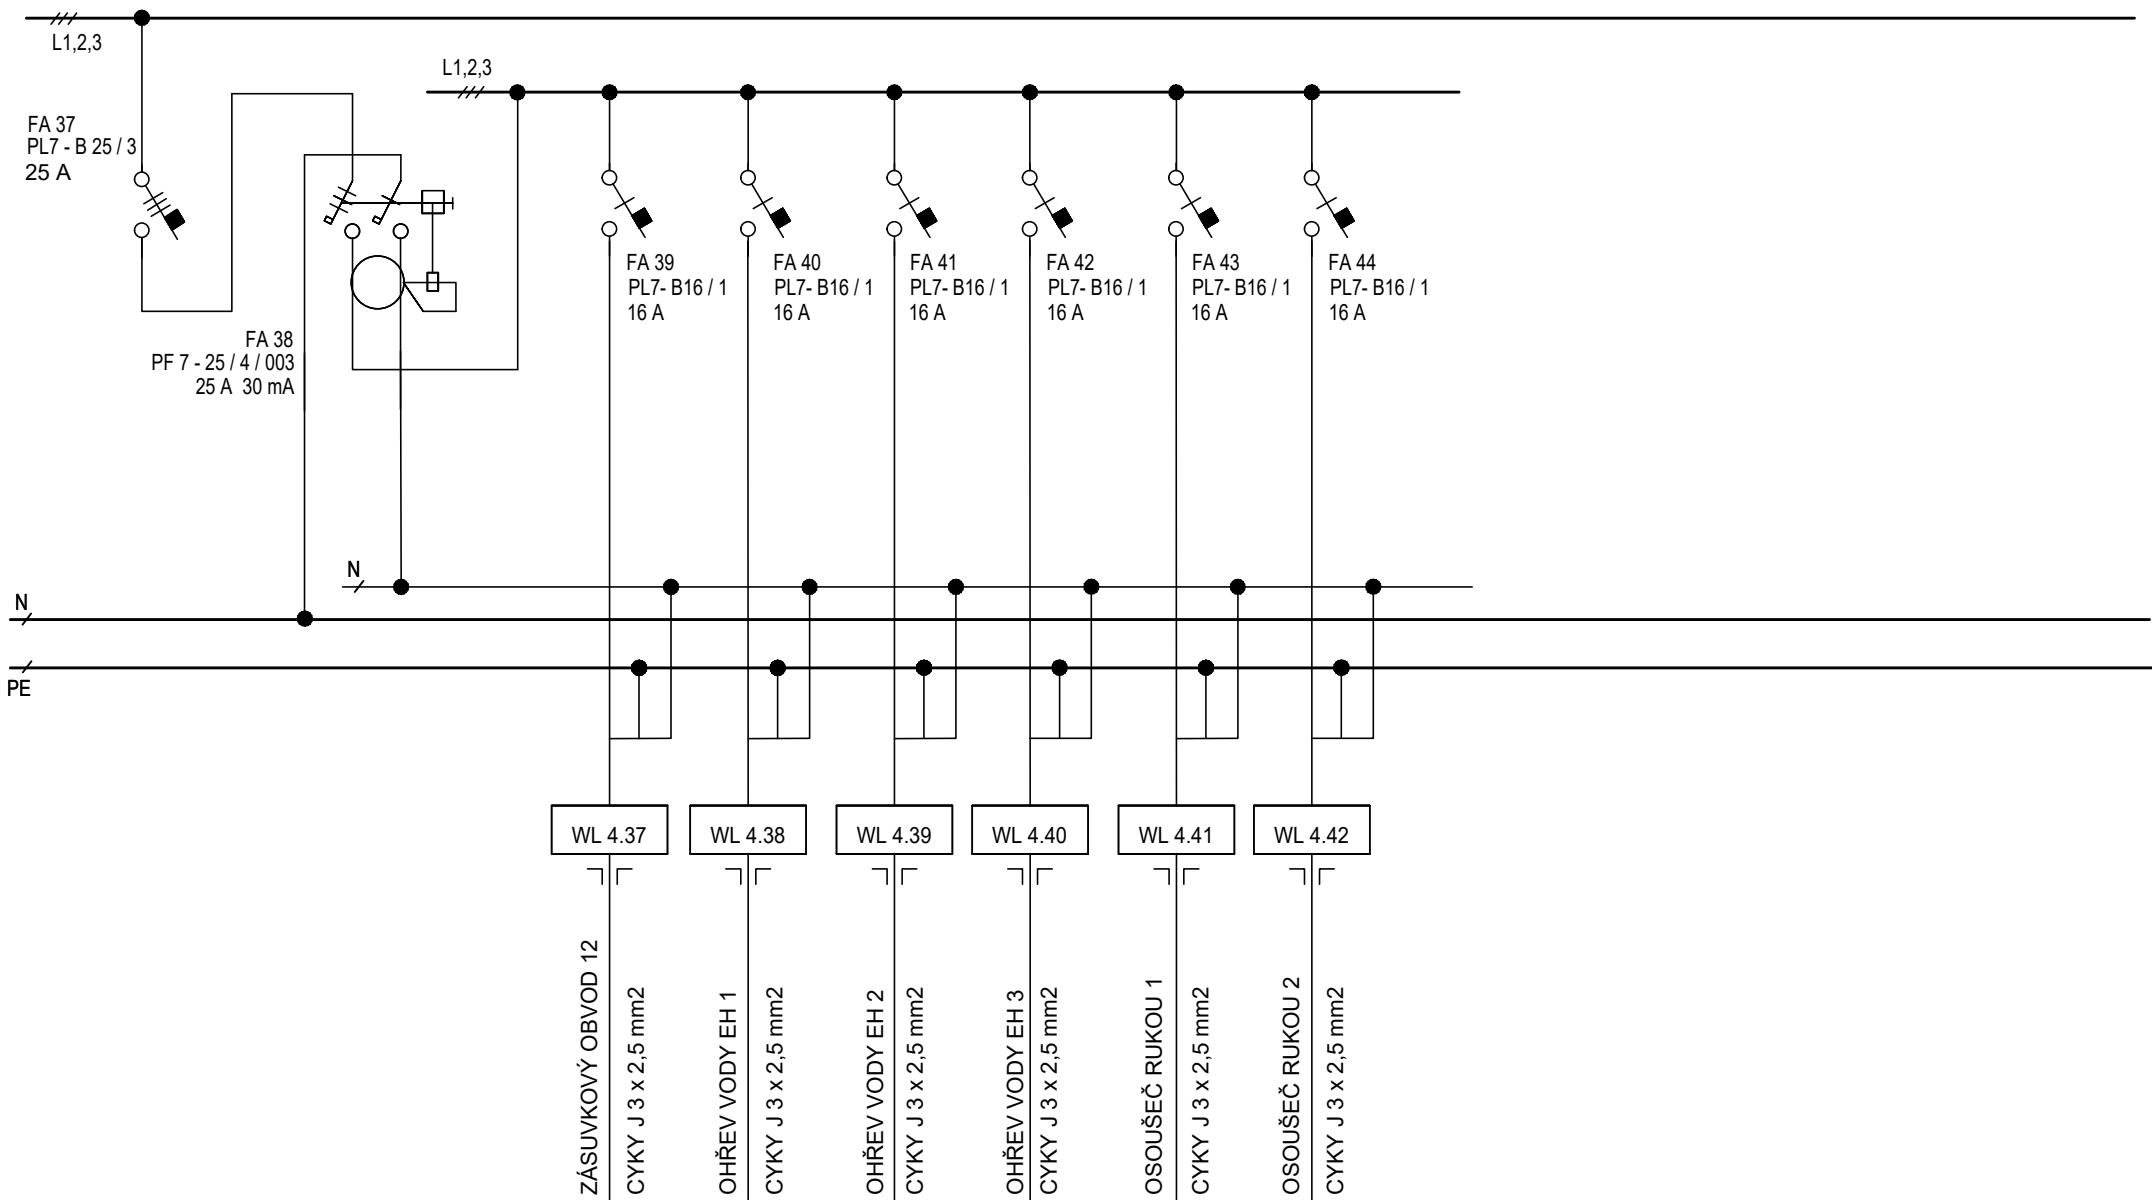 L1,2,3
L1,2,3
FA 37
PL7 - B 25 / 3
25 A
FA 38
PF 7 - 25 / 4 / 003
25 A 30 mA
FA 39
PL7- B16 / 1
16 A
FA 40
PL7- B16 / 1
16 A
FA 41
PL7- B16 / 1
16 A
FA 42
PL7- B16 / 1
16 A
FA 43
PL7- B16 / 1
16 A
FA 44
PL7- B16 / 1
16 A
N
N
PE
WL 4.37
WL 4.38
WL 4.39
WL 4.40
WL 4.41
WL 4.42
ZÁSUVKOVÝ OBVOD 12
CYKY J 3 x 2,5 mm2
OHŘEV VODY EH 1
CYKY J 3 x 2,5 mm2
OHŘEV VODY EH 2
CYKY J 3 x 2,5 mm2
OHŘEV VODY EH 3
CYKY J 3 x 2,5 mm2
OSOUŠEČ RUKOU 1
CYKY J 3 x 2,5 mm2
OSOUŠEČ RUKOU 2
CYKY J 3 x 2,5 mm2